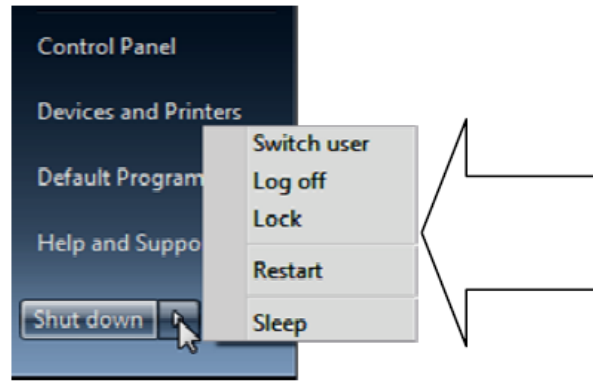 Control Panel
Devices and Printers
Default Program
Help and Suppo
Shut down
Switch user
Log off
Lock
Restart
Sleep